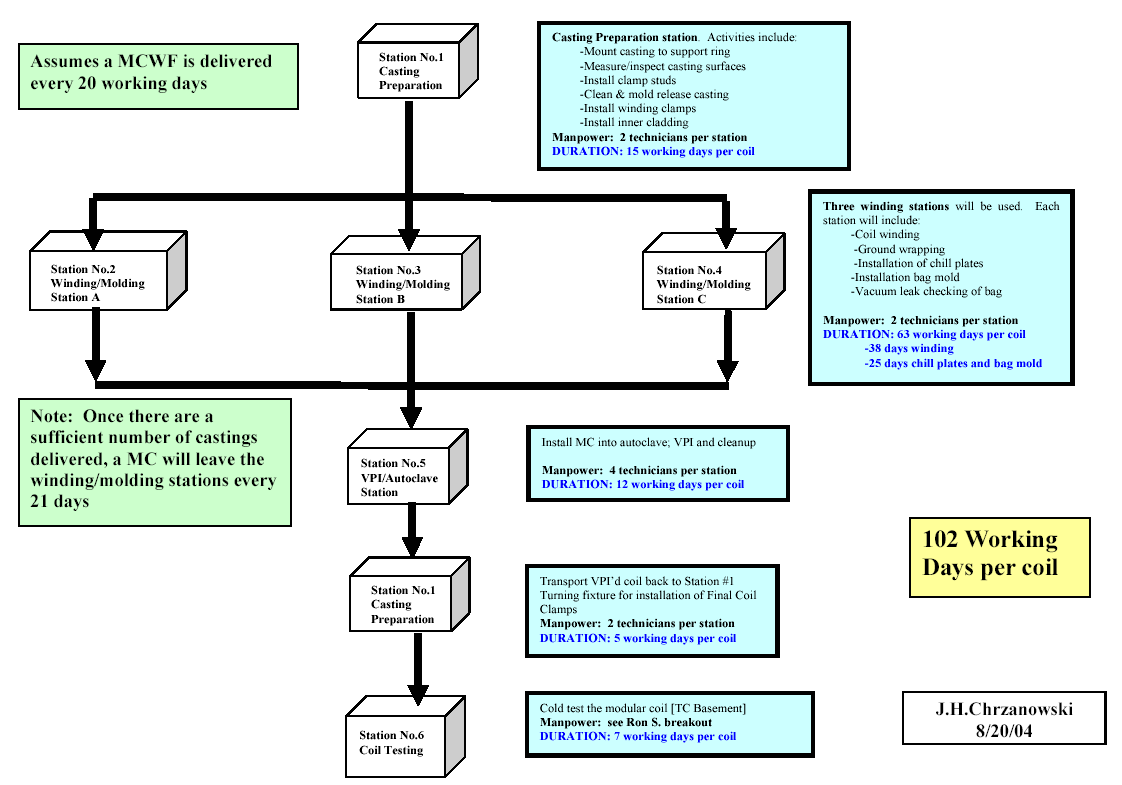 Assumes a MCWF is delivered
every 20 working days
Station No.1
Casting
Preparation
Casting Preparation station.  Activities include:
-Mount casting to support ring
-Measure/inspect casting surfaces
-Install clamp studs
-Clean & mold release casting
-Install winding clamps
-Install inner cladding
Manpower:  2 technicians per station
DURATION: 15 working days per coil
Three winding stations will be used.  Each
station will include:
-Coil winding
-Ground wrapping
-Installation of chill plates
-Installation bag mold
-Vacuum leak checking of bag
Manpower:  2 technicians per station
DURATION: 63 working days per coil
-38 days winding
-25 days chill plates and bag mold
Station No.2
Winding/Molding
Station A
Station No.3
Winding/Molding
Station B
Station No.4
Winding/Molding
Station C
Note:  Once there are a
sufficient number of castings
delivered, a MC will leave the
winding/molding stations every
21 days
Station No.5
VPI/Autoclave
Station
Install MC into autoclave; VPI and cleanup
Manpower:  4 technicians per station
DURATION: 12 working days per coil
102 Working
Days per coil
Station No.1
Casting
Preparation
Transport VPI’d coil back to Station #1
Turning fixture for installation of Final Coil
Clamps
Manpower:  2 technicians per station
DURATION: 5 working days per coil
Station No.6
Coil Testing
Cold test the modular coil [TC Basement]
Manpower:  see Ron S. breakout
DURATION: 7 working days per coil
J.H.Chrzanowski
8/20/04